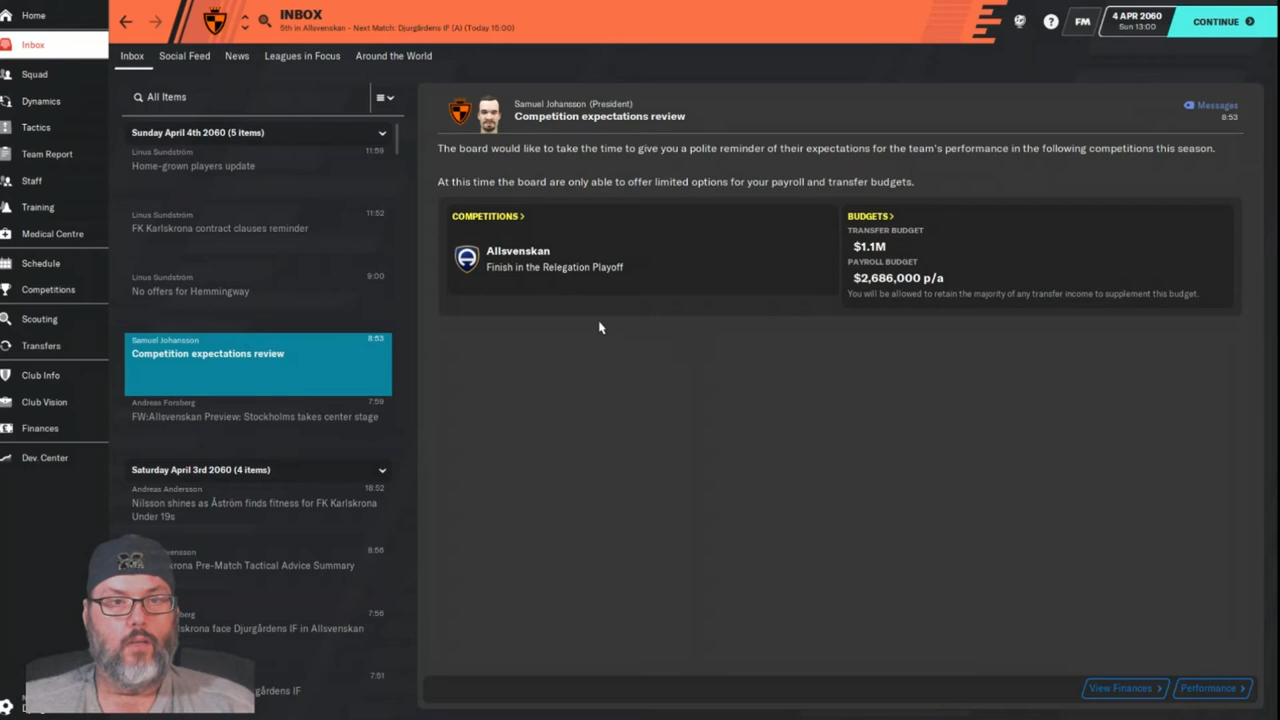 Home
INBOX
5th in Allsvenskan - Next Match: Djurgårdens IF (A) (Today 15:00)
FM
4 APR 2060
Sun 13:00
CONTINUE
Inbox
Squad
Dynamics
Tactics
Team Report
Staff
Training
Medical Centre
Schedule
Competitions
Scouting
Transfers
Club Info
Club Vision
Finances
Dev. Center
Inbox Social Feed News Leagues in Focus Around the World
All Items
Sunday April 4th 2060 (5 items)
Linus Sundström 11:59
Home-grown players update
Linus Sundström 11:52
FK Karlskrona contract clauses reminder
Linus Sundström 9:00
No offers for Hemmingway
Samuel Johansson 8:53
Competition expectations review
Andreas Forsberg 7:59
FW:Allsvenskan Preview: Stockholms takes center stage
Saturday April 3rd 2060 (4 items)
Andreas Andersson 18:52
Nilsson shines as Åström finds fitness for FK Karlskrona
Under 19s
8:56
Pre-Match Tactical Advice Summary
7:56
face Djurgårdens IF in Allsvenskan
7:51
IF
Samuel Johansson (President)
Competition expectations review
Messages
8:53
The board would like to take the time to give you a polite reminder of their expectations for the team's performance in the following competitions this season.
At this time the board are only able to offer limited options for your payroll and transfer budgets.
COMPETITIONS >
Allsvenskan
Finish in the Relegation Playoff
BUDGETS >
TRANSFER BUDGET
$1.1M
PAYROLL BUDGET
$2,686,000 p/a
You will be allowed to retain the majority of any transfer income to supplement this budget.
View Finances >
Performance >